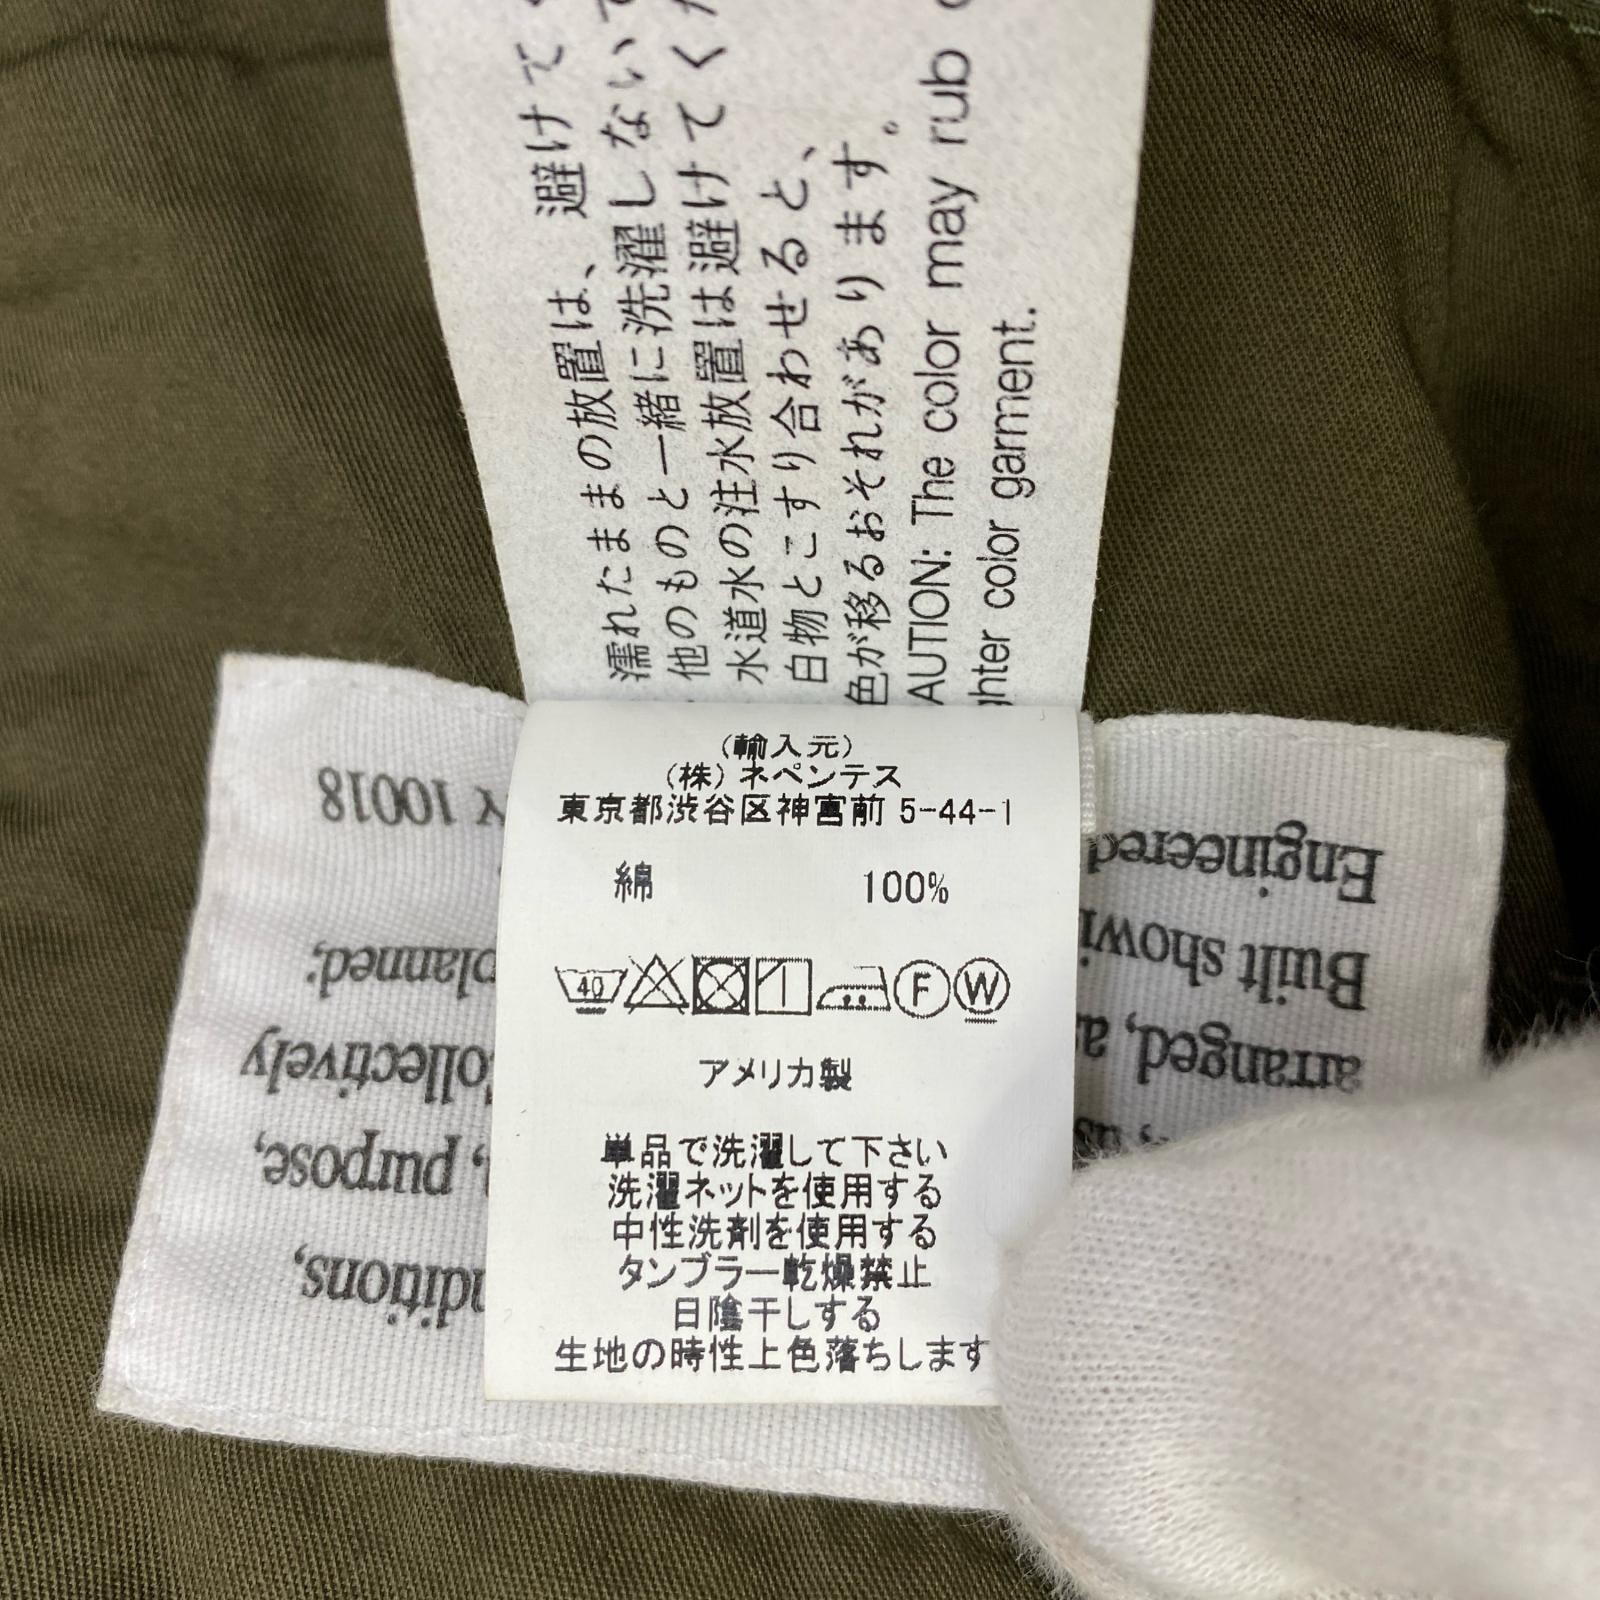 濡れたままの放置は、避けて
他のものと一緒に洗濯しないで
水道水の注水放置は避けてくだ
白物とこすり合わせると、
色が移るおそれがあります。
AUTION: The color may rub
ghter color garment.
(輸入元)
(株)ネペンテス
東京都渋谷区神宮前 5-44-1
綿 100%
40 F W
アメリカ製
単品で洗濯して下さい
洗濯ネットを使用する
中性洗剤を使用する
タンブラー乾燥禁止
日陰干しする
生地の特性上色落ちします
Engineered
Built showi
arranged, a
, us
nditions,
, purpose,
ollectively
planned;
Y 10018